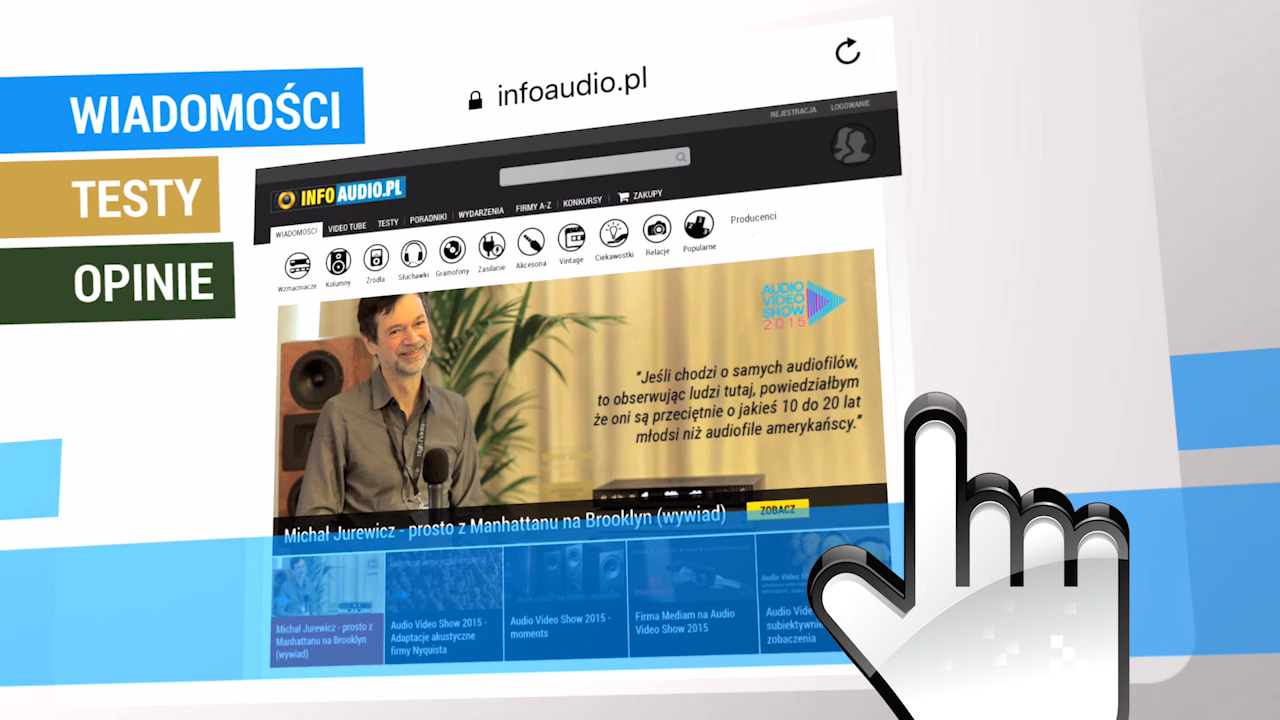 WIADOMOŚCI
TESTY
OPINIE
infoaudio.pl
REJESTRACJA LOGOWANIE
INFOAUDIO.PL
WIADOMOŚCI VIDEO TUBE TESTY PORADNIKI WYDARZENIA FIRMY A-Z KONKURSY ZAKUPY
Wzmacniacze Kolumny Źródła Słuchawki Gramofony Zasilanie Akcesoria Vintage Ciekawostki Relacje Popularne Producenci
AUDIO
VIDEO
SHOW
2015
“Jeśli chodzi o samych audiofilów,
to obserwując ludzi tutaj, powiedziałbym
że oni są przeciętnie o jakieś 10 do 20 lat
młodsi niż audiofile amerykańscy.”
Michał Jurewicz - prosto z Manhattanu na Brooklyn (wywiad)
ZOBACZ
Michał Jurewicz - prosto z
Manhattanu na Brooklyn
(wywiad)
Audio Video Show 2015 -
Adaptacje akustyczne
firmy Nyquista
Audio Video Show 2015 -
moments
Firma Mediam na Audio
Video Show 2015
Audio Vide
subiektywnie
zobaczenia